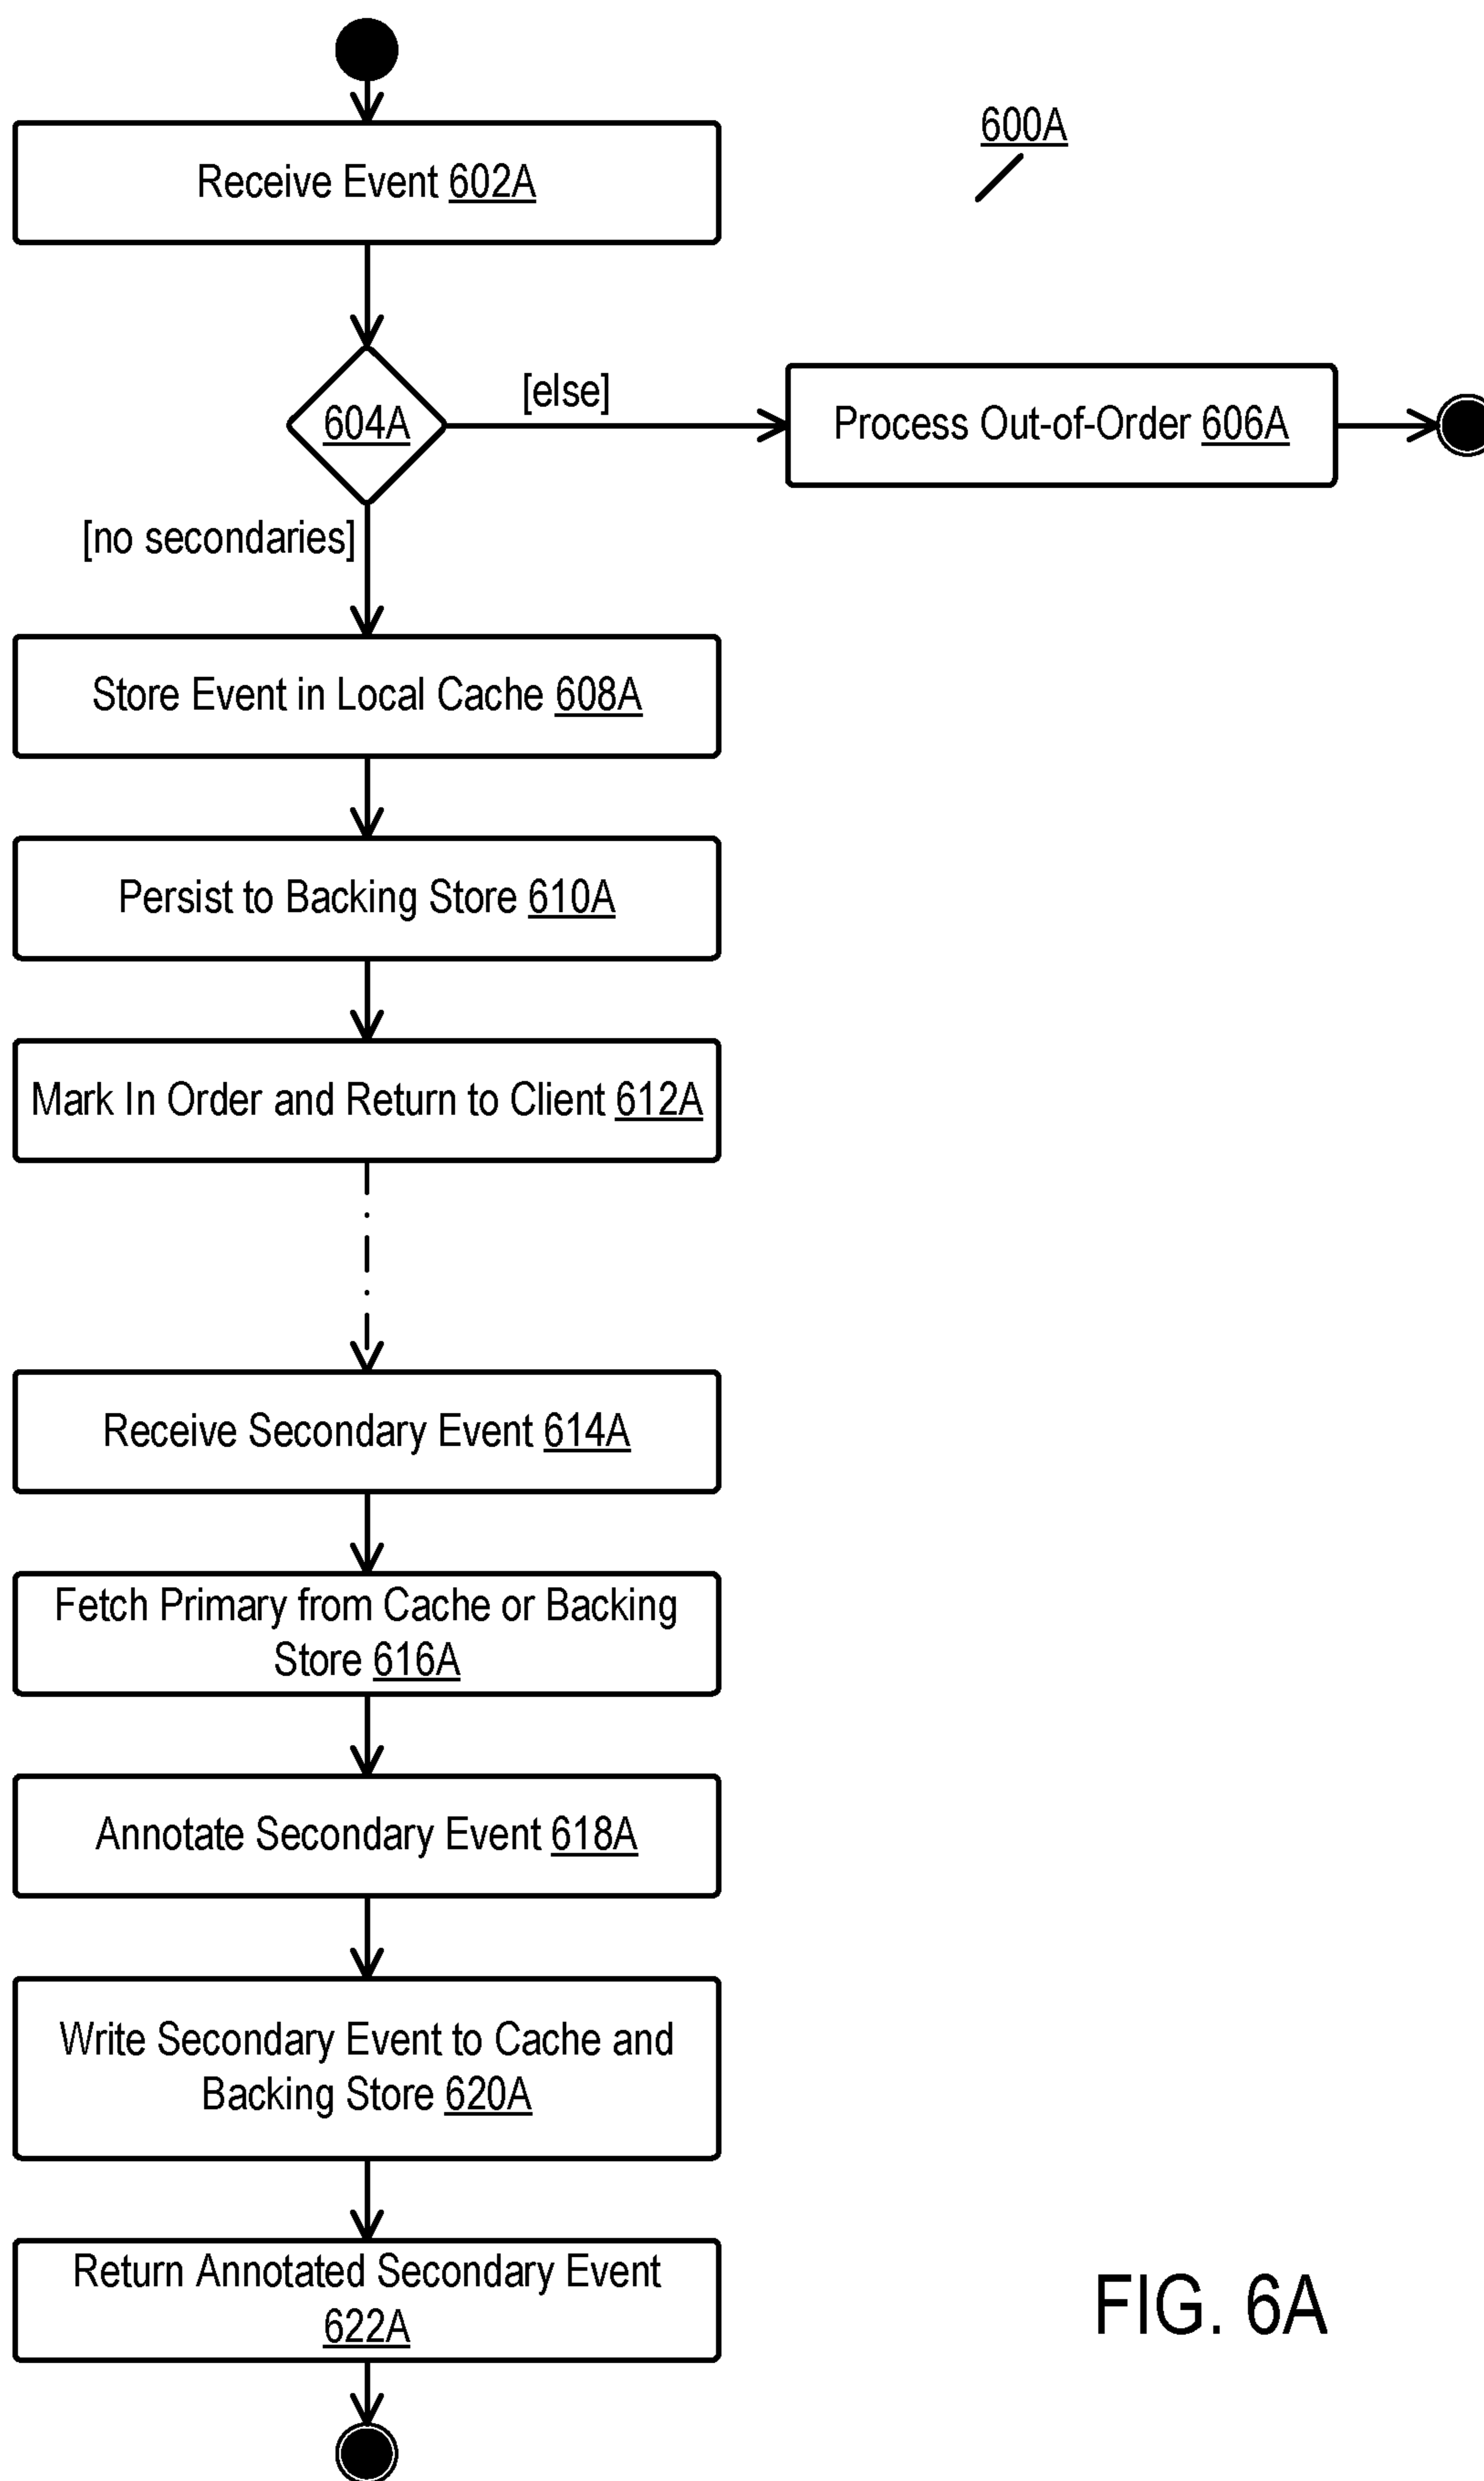 600A
Receive Event 602A
604A
[else]
Process Out-of-Order 606A
[no secondaries]
Store Event in Local Cache 608A
Persist to Backing Store 610A
Mark In Order and Return to Client 612A
Receive Secondary Event 614A
Fetch Primary from Cache or Backing
Store 616A
Annotate Secondary Event 618A
Write Secondary Event to Cache and
Backing Store 620A
Return Annotated Secondary Event
622A
FIG. 6A